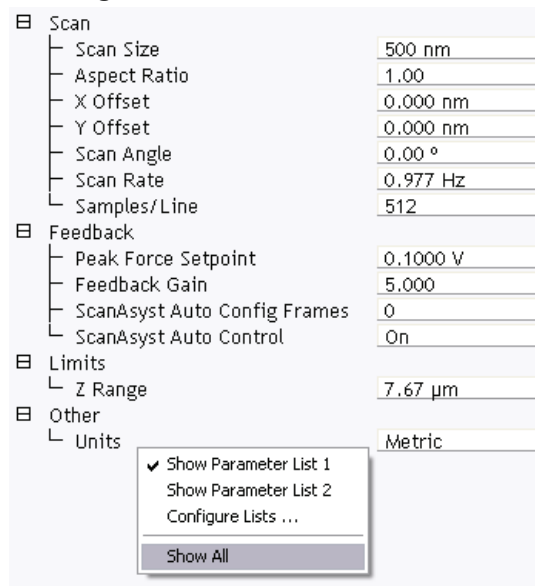 Scan
Scan Size 500 nm
Aspect Ratio 1.00
X Offset 0.000 nm
Y Offset 0.000 nm
Scan Angle 0.00 º
Scan Rate 0.977 Hz
Samples/Line 512
Feedback
Peak Force Setpoint 0.1000 V
Feedback Gain 5.000
ScanAsyst Auto Config Frames 0
ScanAsyst Auto Control On
Limits
Z Range 7.67 µm
Other
Units Metric
Show Parameter List 1
Show Parameter List 2
Configure Lists ...
Show All